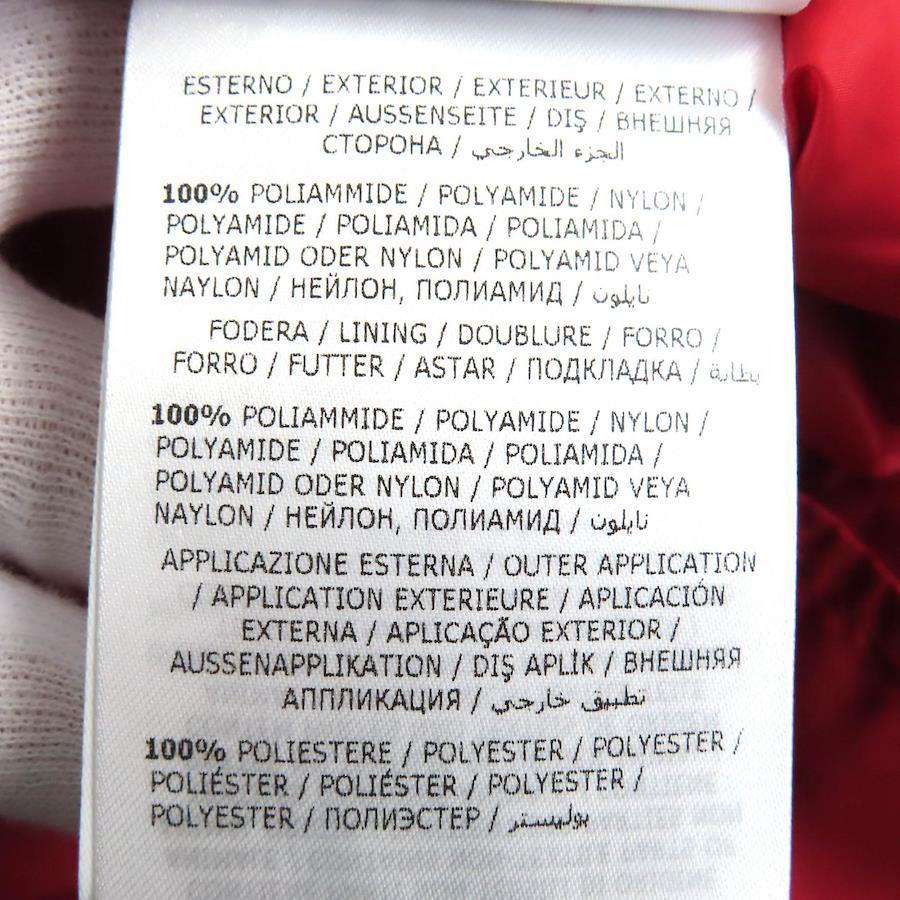 ESTERNO / EXTERIOR / EXTERIEUR / EXTERNO /
EXTERIOR / AUSSENSEITE / DIŞ / ВНЕШНЯЯ
СТОРОНА / الجزء الخارجي
100% POLIAMMIDE / POLYAMIDE / NYLON /
POLYAMIDE / POLIAMIDA / POLIAMIDA /
POLYAMID ODER NYLON / POLYAMID VEYA
NAYLON / НЕЙЛОН, ПОЛИАМИД / نايلون
FODERA / LINING / DOUBLURE / FORRO /
FORRO / FUTTER / ASTAR / ПОДКЛАДКА / بطانة
100% POLIAMMIDE / POLYAMIDE / NYLON /
POLYAMIDE / POLIAMIDA / POLIAMIDA /
POLYAMID ODER NYLON / POLYAMID VEYA
NAYLON / НЕЙЛОН, ПОЛИАМИД / نايلون
APPLICAZIONE ESTERNA / OUTER APPLICATION
/ APPLICATION EXTERIEURE / APLICACIÓN
EXTERNA / APLICAÇÃO EXTERIOR /
AUSSENAPPLIKATION / DIŞ APLİK / ВНЕШНЯЯ
АППЛИКАЦИЯ / تطبيق خارجي
100% POLIESTERE / POLYESTER / POLYESTER /
POLIÉSTER / POLIÉSTER / POLYESTER /
POLYESTER / ПОЛИЭСТЕР / بوليستر